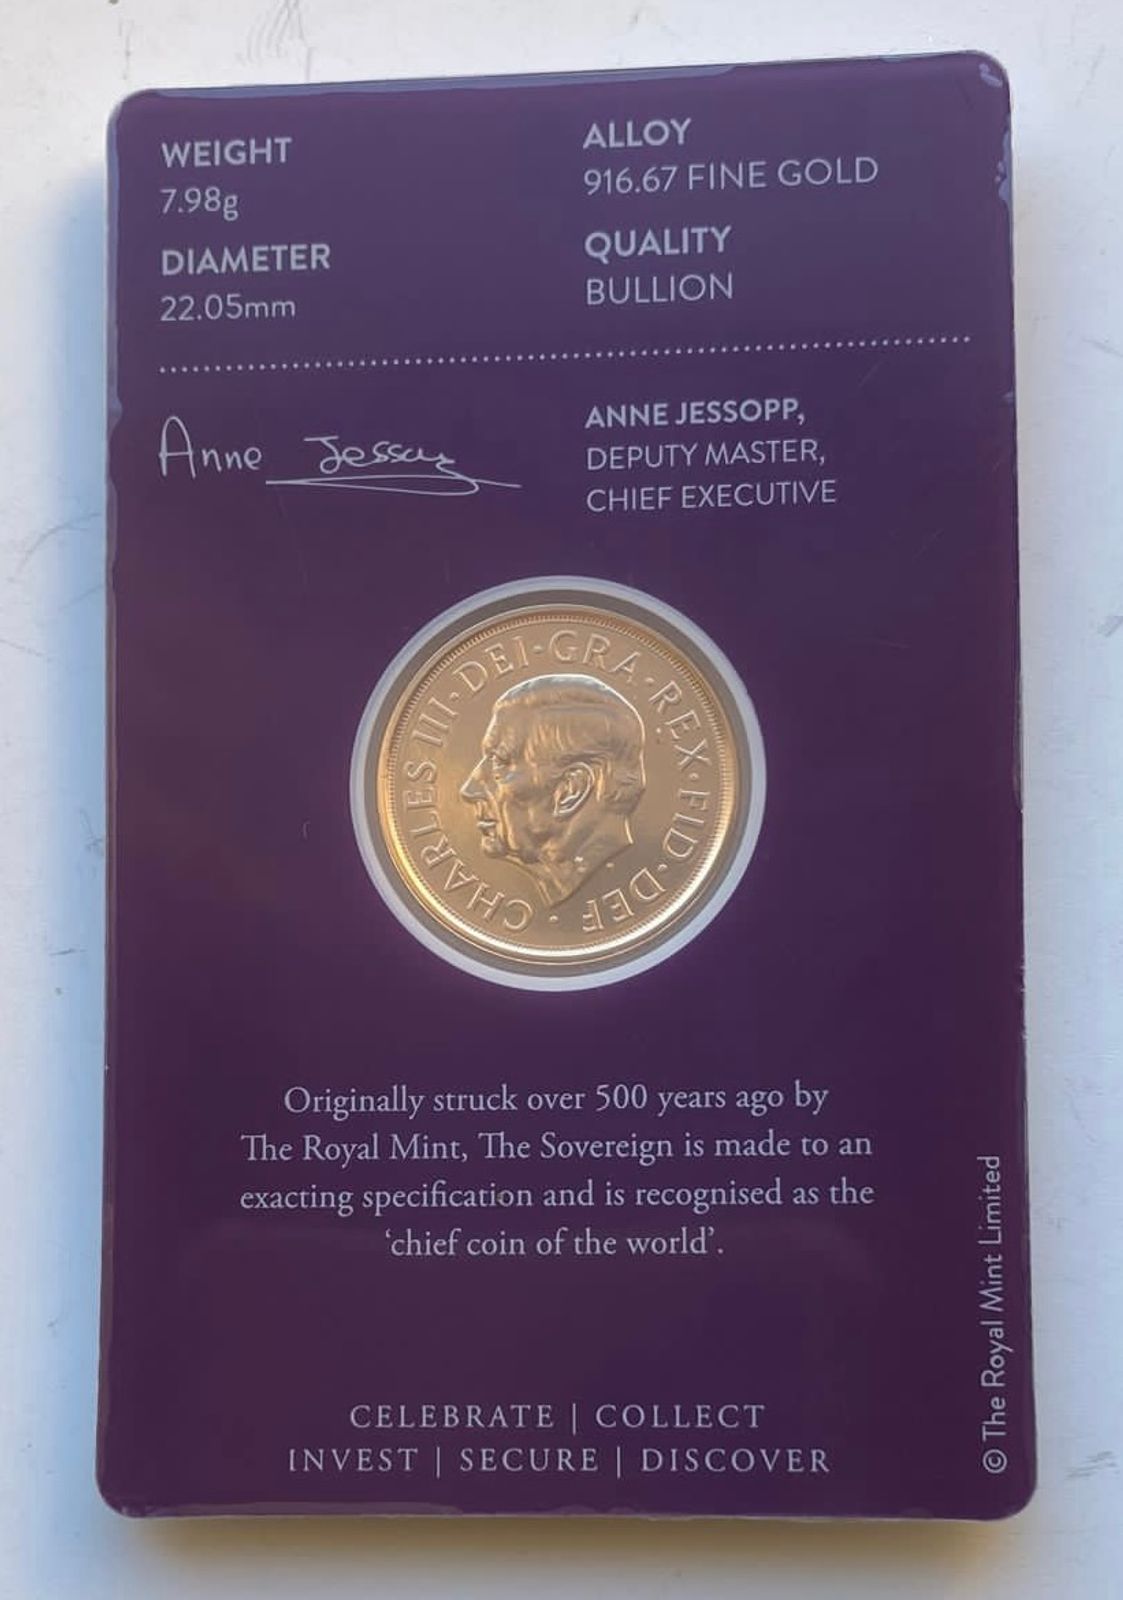 WEIGHT
7.98g
DIAMETER
22.05mm
ALLOY
916.67 FINE GOLD
QUALITY
BULLION
Anne Jessopp
ANNE JESSOPP,
DEPUTY MASTER,
CHIEF EXECUTIVE
CHARLES III · DEI · GRA · REX · FID · DEF ·
Originally struck over 500 years ago by
The Royal Mint, The Sovereign is made to an
exacting specification and is recognised as the
‘chief coin of the world’.
CELEBRATE | COLLECT
INVEST | SECURE | DISCOVER
© The Royal Mint Limited